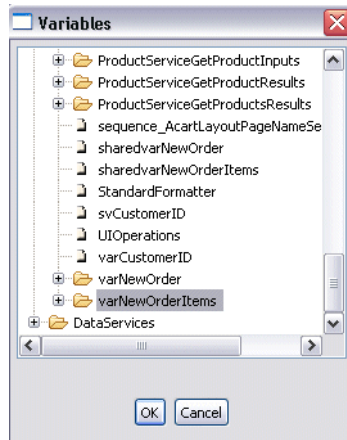 Variables
ProductServiceGetProductInputs
ProductServiceGetProductResults
ProductServiceGetProductsResults
sequence_AcartLayoutPageNameSe
sharedvarNewOrder
sharedvarNewOrderItems
StandardFormatter
svCustomerID
UIOperations
varCustomerID
varNewOrder
varNewOrderItems
DataServices
OK Cancel